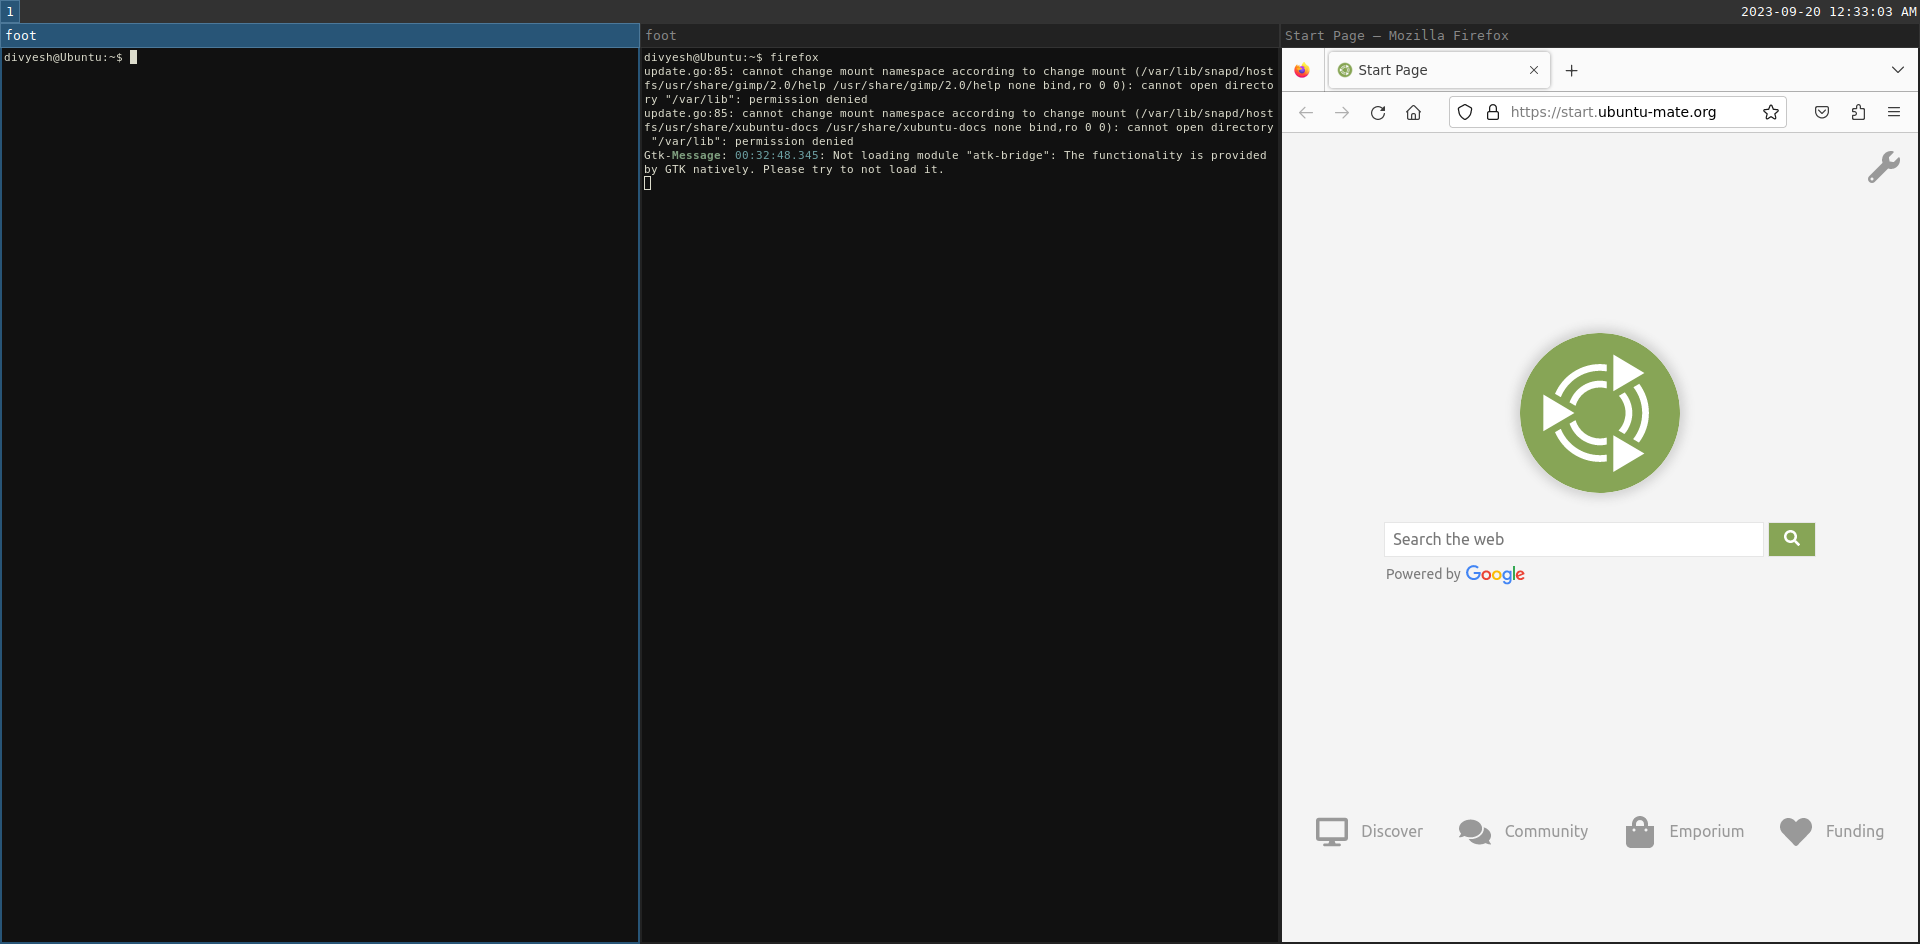 1
2023-09-20 12:33:03 AM
foot
divyesh@Ubuntu:~$
foot
divyesh@Ubuntu:~$ firefox
update.go:85: cannot change mount namespace according to change mount (/var/lib/snapd/host
fs/usr/share/gimp/2.0/help /usr/share/gimp/2.0/help none bind,ro 0 0): cannot open directo
ry "/var/lib": permission denied
update.go:85: cannot change mount namespace according to change mount (/var/lib/snapd/host
fs/usr/share/xubuntu-docs /usr/share/xubuntu-docs none bind,ro 0 0): cannot open directory
 "/var/lib": permission denied
Gtk-Message: 00:32:48.345: Not loading module "atk-bridge": The functionality is provided
by GTK natively. Please try to not load it.
Start Page — Mozilla Firefox
Start Page
https://start.ubuntu-mate.org
Search the web
Powered by Google
Discover
Community
Emporium
Funding